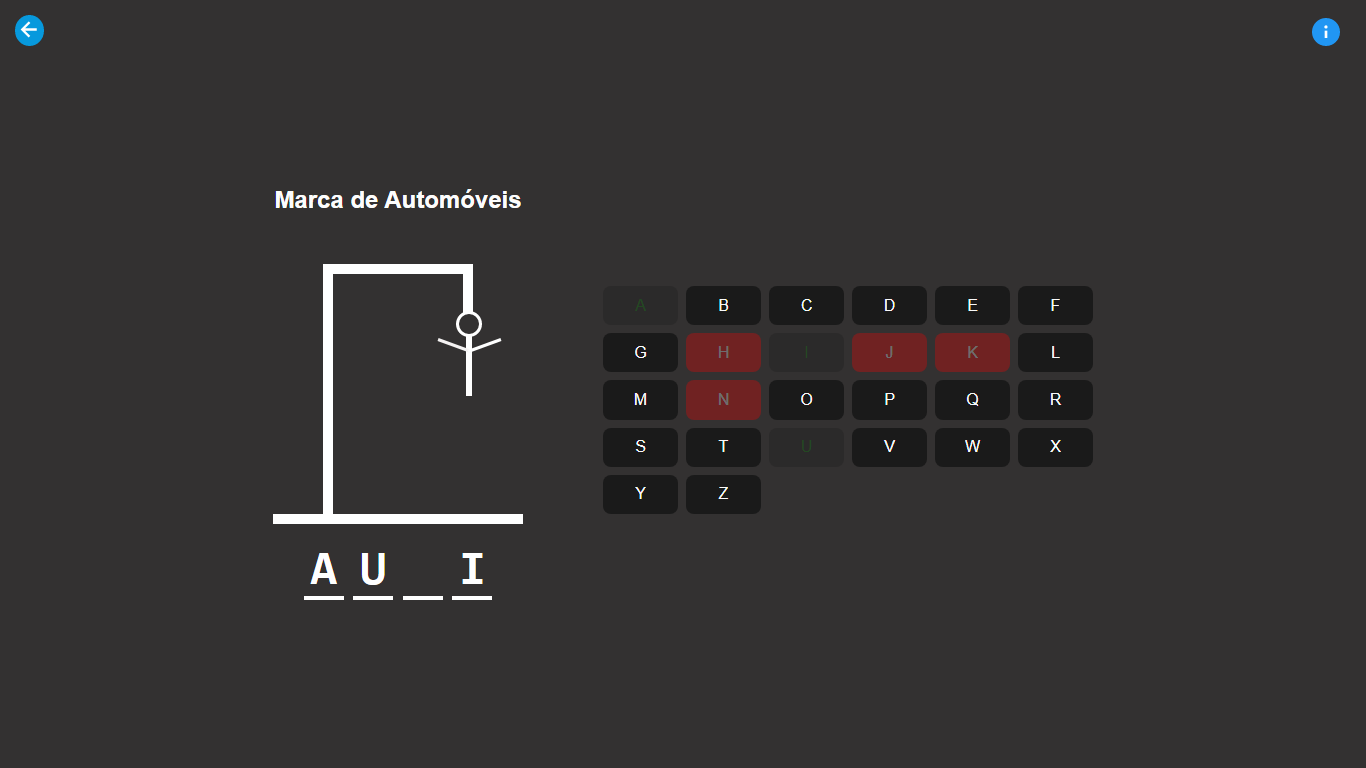 Marca de Automóveis
A B C D E F
G H I J K L
M N O P Q R
S T U V W X
Y Z
A U _ I